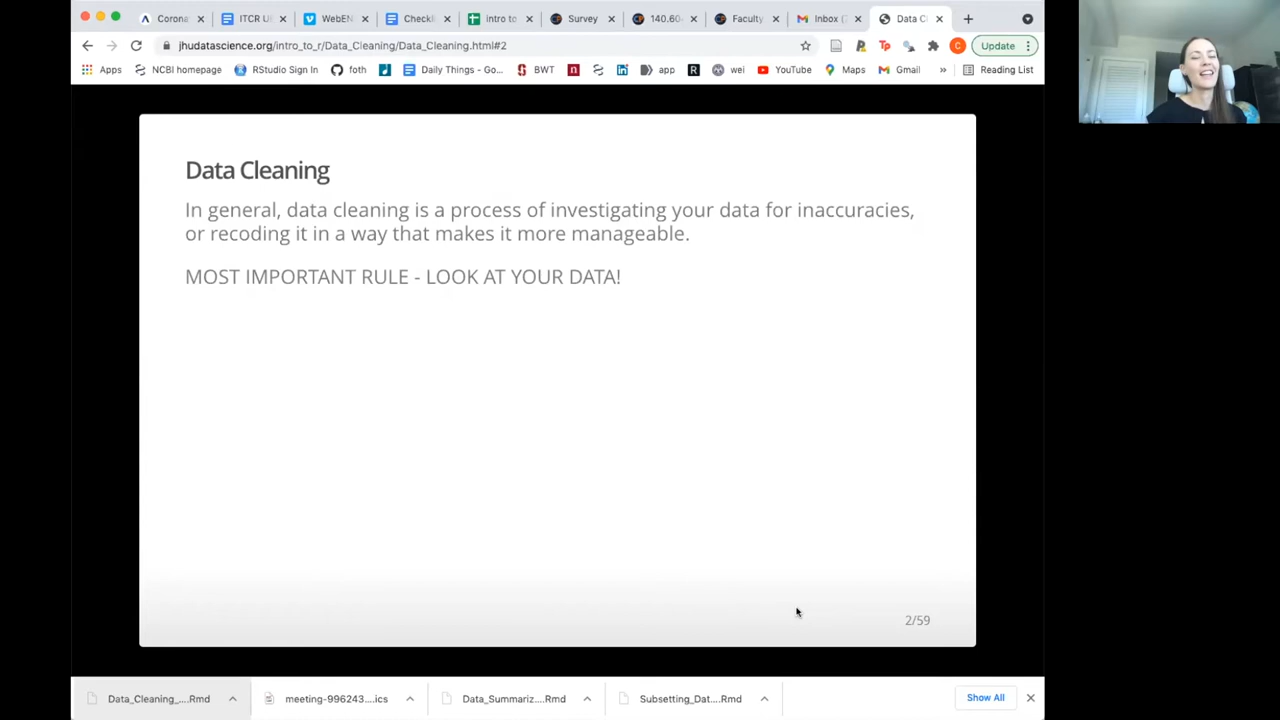 Corona
ITCR U
WebEN
Checkli
intro to
Survey
140.60
Faculty
Inbox (
Data C
jhudatascience.org/intro_to_r/Data_Cleaning/Data_Cleaning.html#2
Update
Apps
NCBI homepage
RStudio Sign In
foth
Daily Things - Go...
BWT
app
wei
YouTube
Maps
Gmail
»
Reading List
Data Cleaning
In general, data cleaning is a process of investigating your data for inaccuracies,
or recoding it in a way that makes it more manageable.
MOST IMPORTANT RULE - LOOK AT YOUR DATA!
2/59
Data_Cleaning_....Rmd
meeting-996243....ics
Data_Summariz....Rmd
Subsetting_Dat....Rmd
Show All